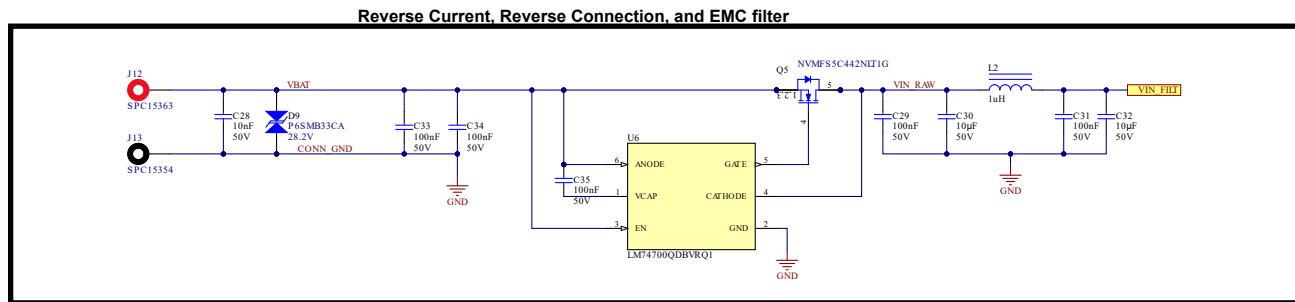 Reverse Current, Reverse Connection, and EMC filter
J12
SPC15363
J13
SPC15354
VBAT
CONN_GND
C28
10nF
50V
D9
P6SMB33CA
28.2V
C33
100nF
50V
C34
100nF
50V
GND
C35
100nF
50V
U6
6 ANODE GATE 5
1 VCAP CATHODE 4
3 EN GND 2
LM74700QDBVRQ1
GND
Q5
NVMFS5C442NLT1G
1,2,3
5
4
VIN_RAW
C29
100nF
50V
C30
10µF
50V
L2
1uH
C31
100nF
50V
C32
10µF
50V
GND
VIN_FILT